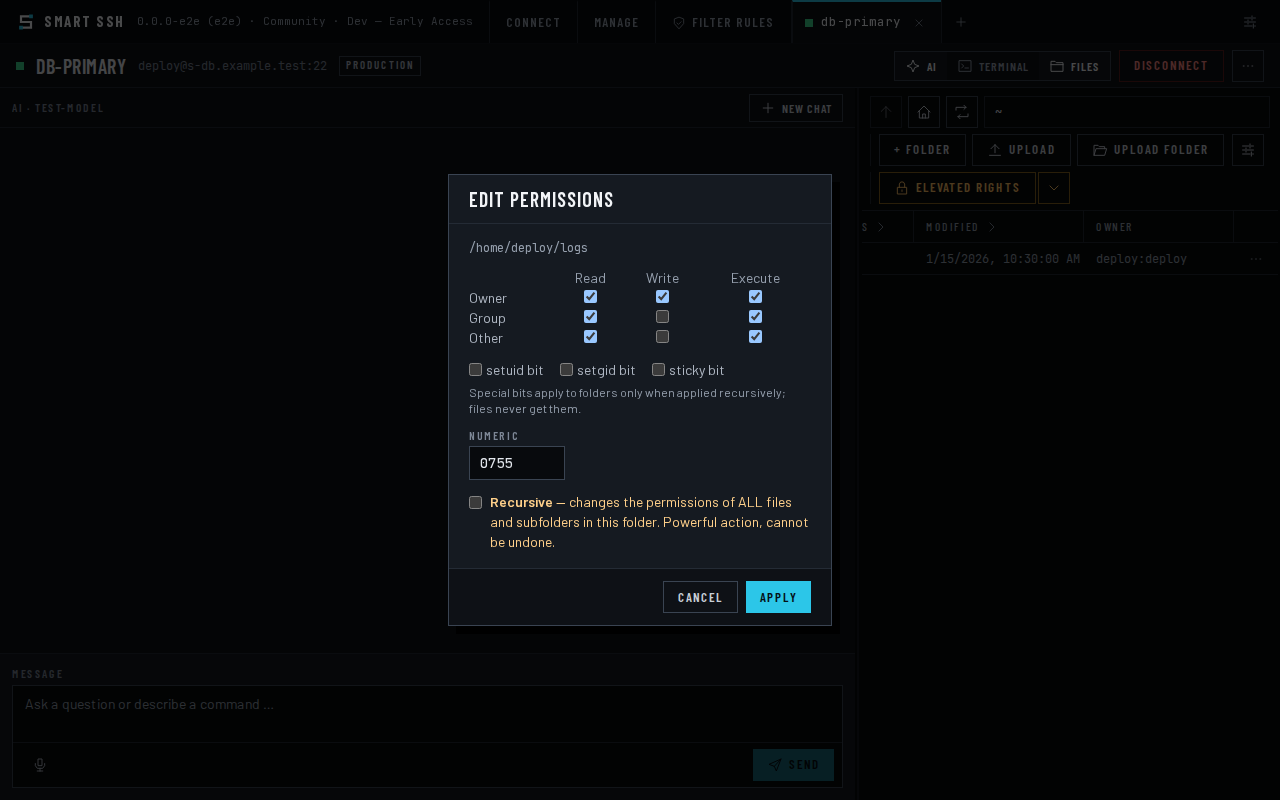 SMART SSH 0.0.0-e2e (e2e) · Community · Dev — Early Access CONNECT MANAGE FILTER RULES db-primary
DB-PRIMARY deploy@s-db.example.test:22 PRODUCTION AI TERMINAL FILES DISCONNECT ...
AI · TEST-MODEL NEW CHAT
~
+ FOLDER UPLOAD UPLOAD FOLDER
ELEVATED RIGHTS
S MODIFIED OWNER
1/15/2026, 10:30:00 AM deploy:deploy ...
EDIT PERMISSIONS
/home/deploy/logs
Read Write Execute
Owner
Group
Other
setuid bit setgid bit sticky bit
Special bits apply to folders only when applied recursively;
files never get them.
NUMERIC
0755
Recursive — changes the permissions of ALL files
and subfolders in this folder. Powerful action, cannot
be undone.
CANCEL APPLY
MESSAGE
Ask a question or describe a command ...
SEND